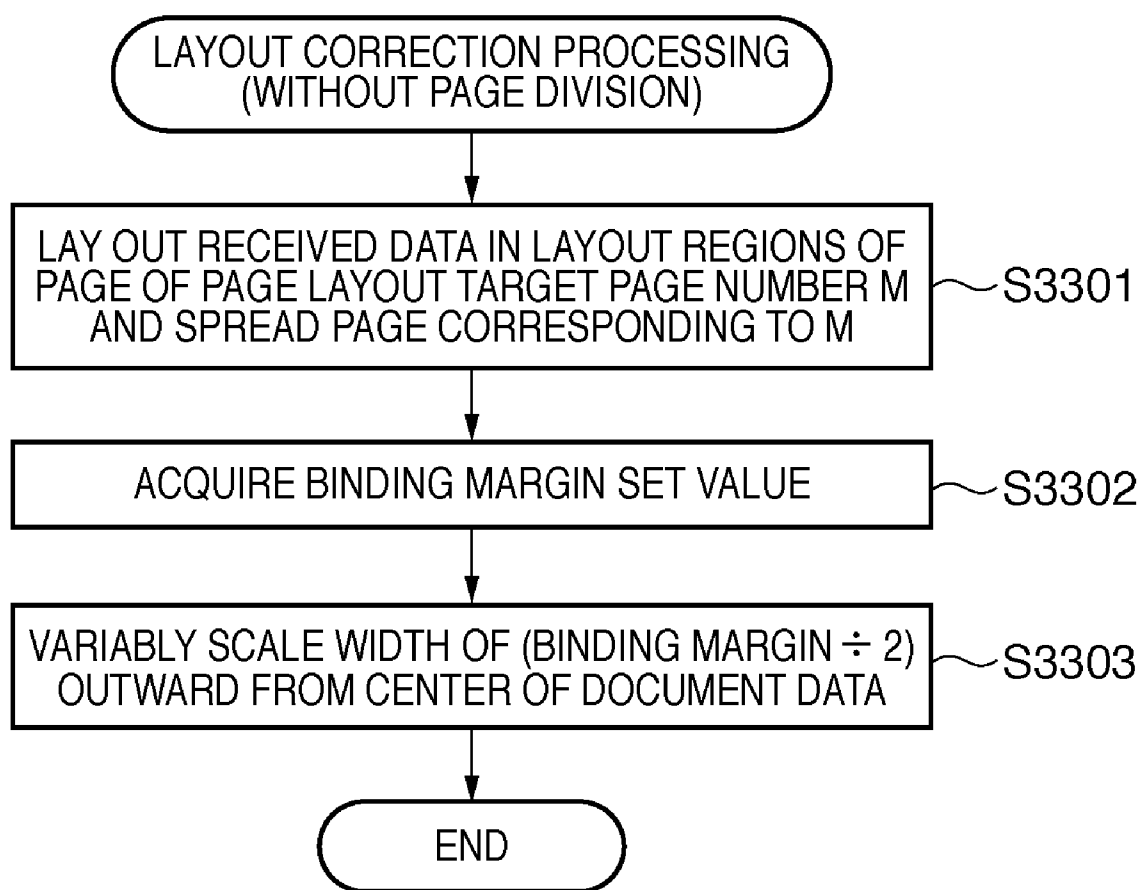 LAYOUT CORRECTION PROCESSING
(WITHOUT PAGE DIVISION)
LAY OUT RECEIVED DATA IN LAYOUT REGIONS OF
PAGE OF PAGE LAYOUT TARGET PAGE NUMBER M
AND SPREAD PAGE CORRESPONDING TO M
S3301
ACQUIRE BINDING MARGIN SET VALUE
S3302
VARIABLY SCALE WIDTH OF (BINDING MARGIN ÷ 2)
OUTWARD FROM CENTER OF DOCUMENT DATA
S3303
END